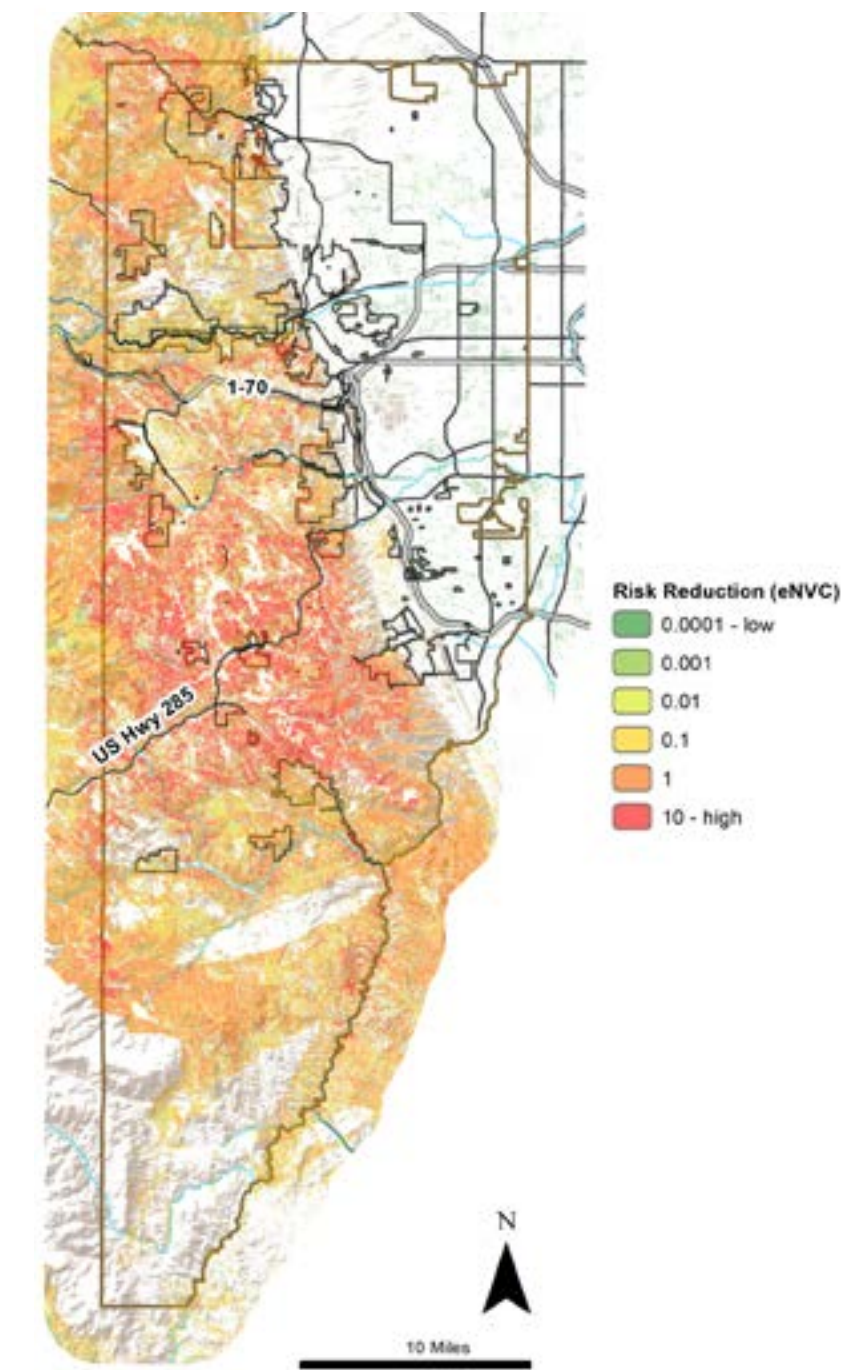 1-70
US Hwy 285
Risk Reduction (eNVC)
0.0001 - low
0.001
0.01
0.1
1
10 - high
N
10 Miles